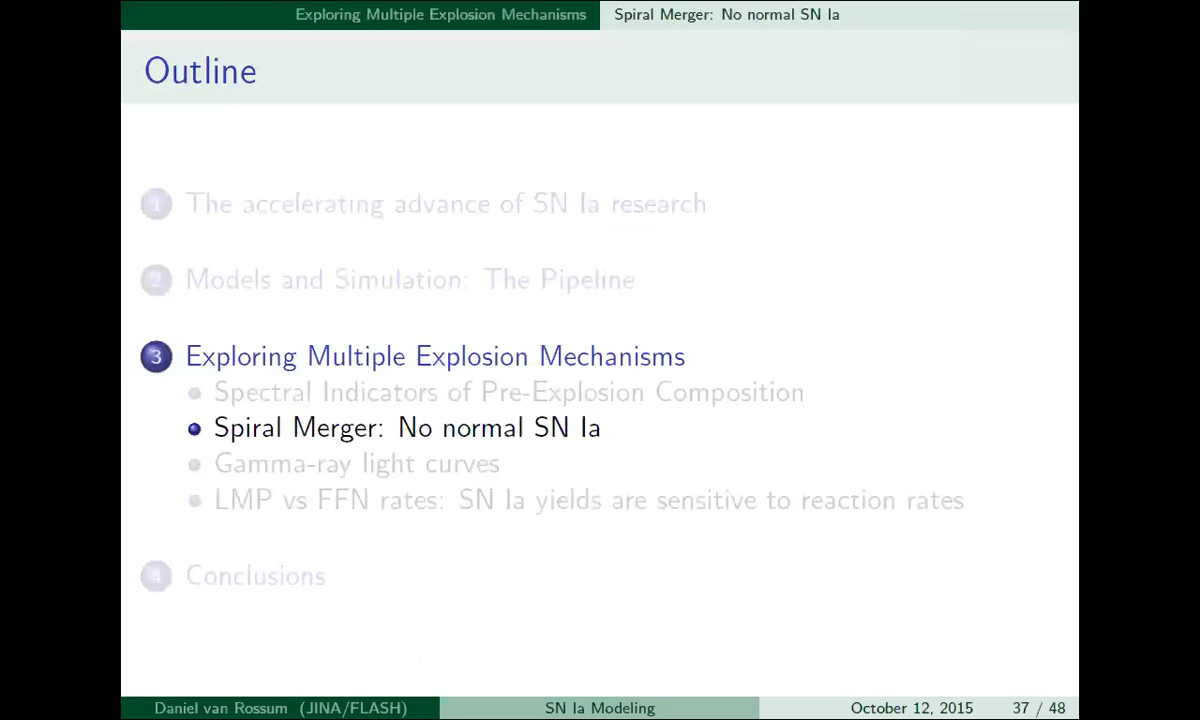 Exploring Multiple Explosion Mechanisms Spiral Merger: No normal SN Ia
Outline
1 The accelerating advance of SN Ia research
2 Models and Simulation: The Pipeline
3 Exploring Multiple Explosion Mechanisms
Spectral Indicators of Pre-Explosion Composition
Spiral Merger: No normal SN Ia
Gamma-ray light curves
LMP vs FFN rates: SN Ia yields are sensitive to reaction rates
4 Conclusions
Daniel van Rossum (JINA/FLASH) SN Ia Modeling October 12, 2015 37 / 48